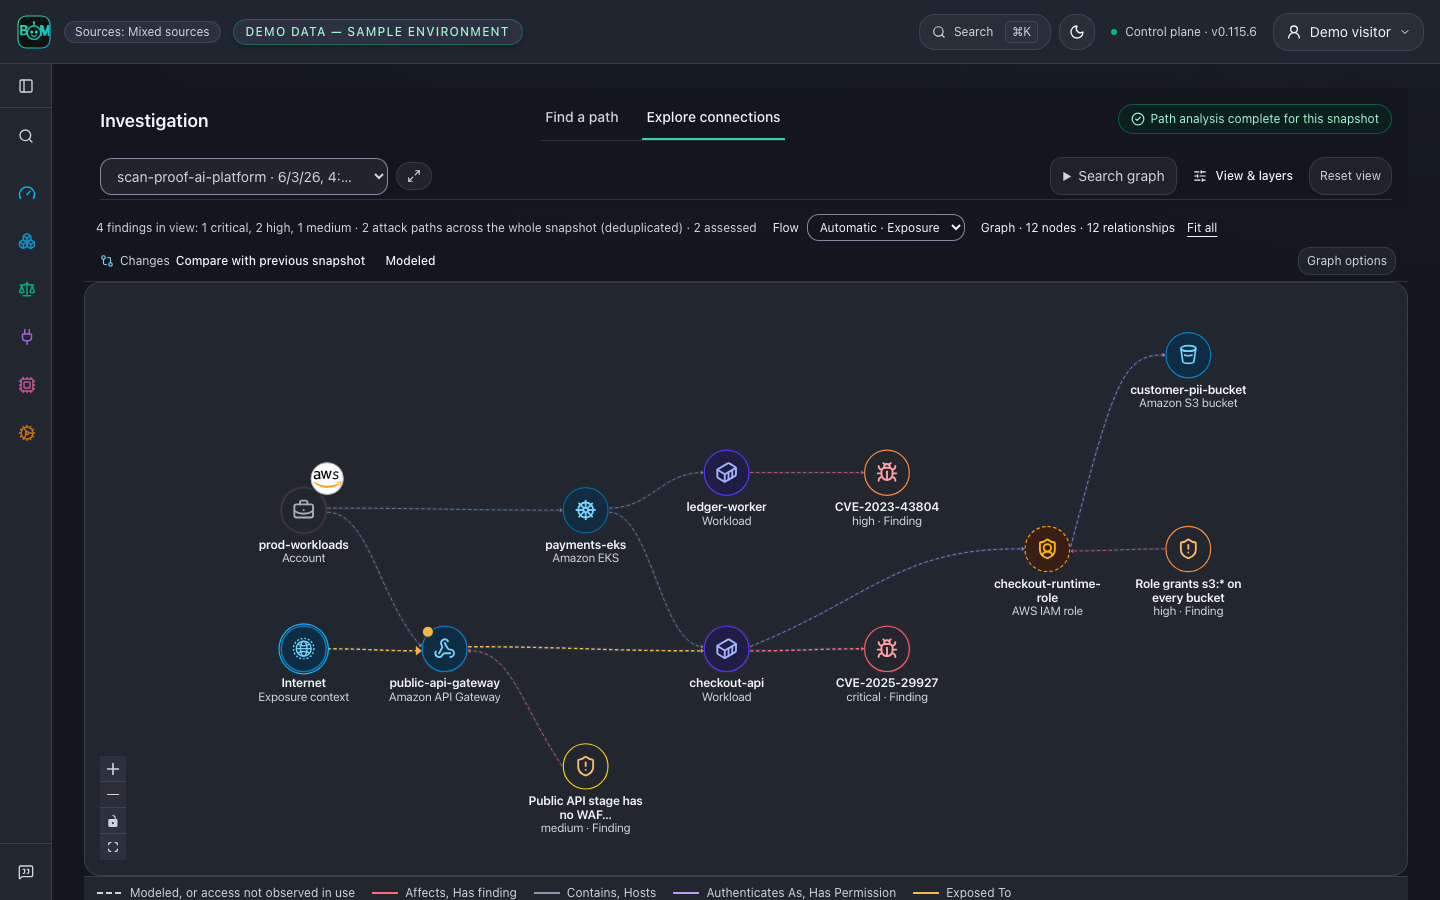 BOM
Sources: Mixed sources
DEMO DATA — SAMPLE ENVIRONMENT
Search
⌘K
Control plane · v0.115.6
Demo visitor
Investigation
Find a path
Explore connections
Path analysis complete for this snapshot
scan-proof-ai-platform · 6/3/26, 4:...
Search graph
View & layers
Reset view
4 findings in view: 1 critical, 2 high, 1 medium · 2 attack paths across the whole snapshot (deduplicated) · 2 assessed
Flow
Automatic · Exposure
Graph · 12 nodes · 12 relationships
Fit all
Changes
Compare with previous snapshot
Modeled
Graph options
customer-pii-bucket
Amazon S3 bucket
aws
prod-workloads
Account
payments-eks
Amazon EKS
ledger-worker
Workload
CVE-2023-43804
high · Finding
checkout-runtime-
role
AWS IAM role
Role grants s3:* on
every bucket
high · Finding
Internet
Exposure context
public-api-gateway
Amazon API Gateway
checkout-api
Workload
CVE-2025-29927
critical · Finding
Public API stage has
no WAF...
medium · Finding
Modeled, or access not observed in use
Affects, Has finding
Contains, Hosts
Authenticates As, Has Permission
Exposed To